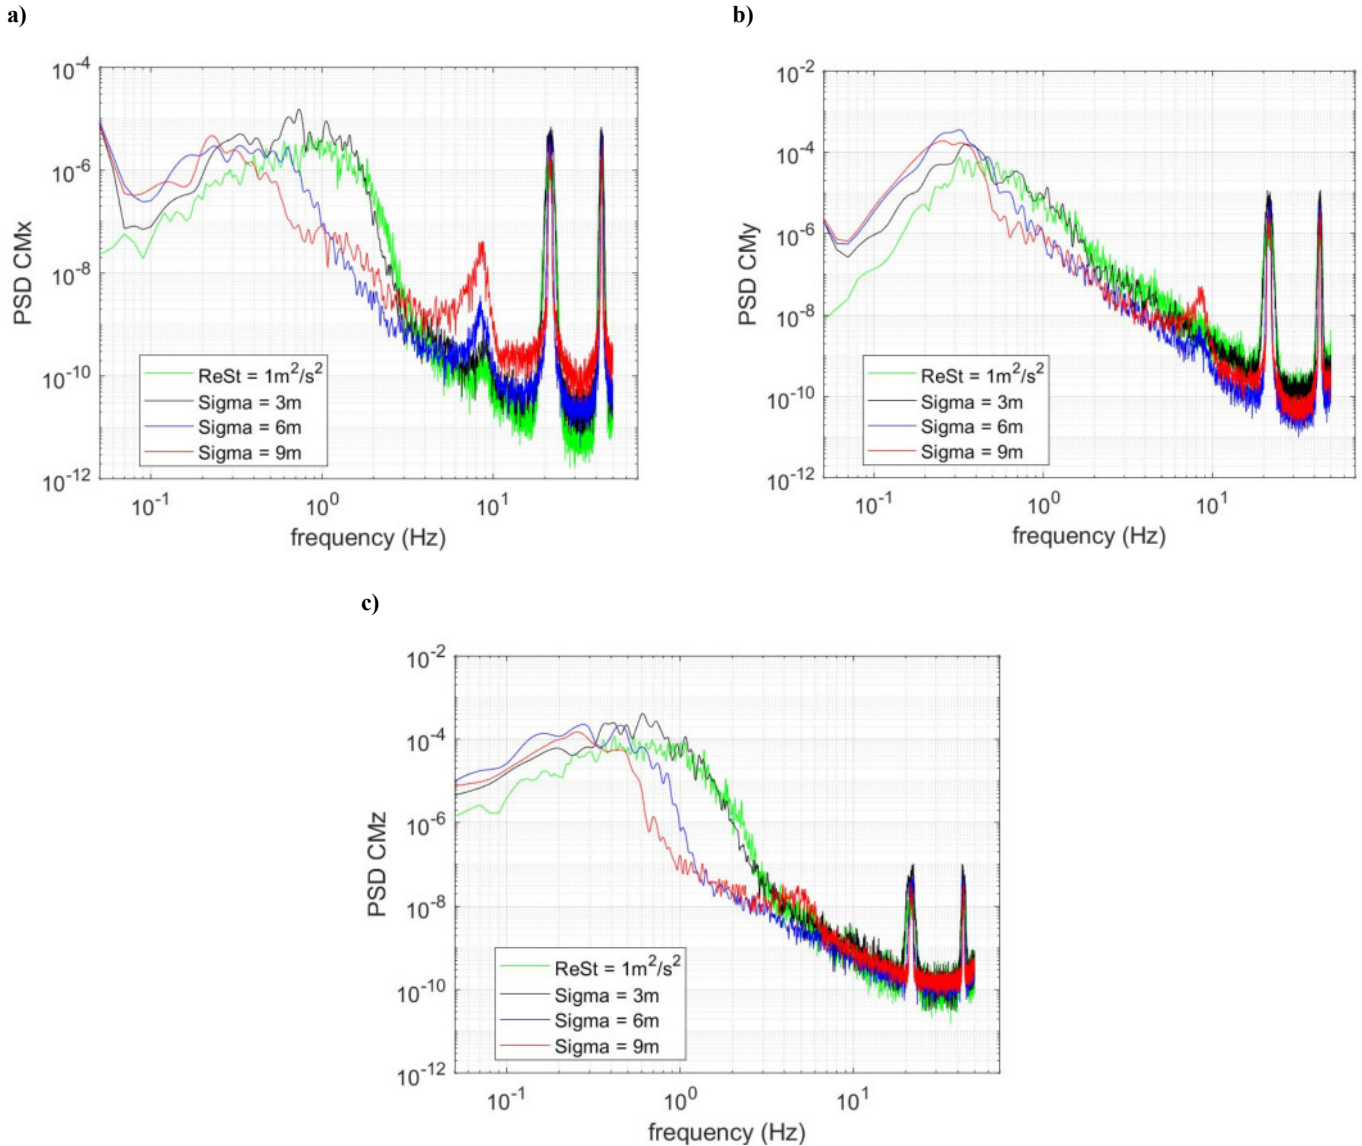 a)
10^-4
10^-6
10^-8
10^-10
10^-12
PSD CMx
ReSt = 1m^2/s^2
Sigma = 3m
Sigma = 6m
Sigma = 9m
10^-1
10^0
10^1
frequency (Hz)
b)
10^-2
10^-4
10^-6
10^-8
10^-10
10^-12
PSD CMy
ReSt = 1m^2/s^2
Sigma = 3m
Sigma = 6m
Sigma = 9m
10^-1
10^0
10^1
frequency (Hz)
c)
10^-2
10^-4
10^-6
10^-8
10^-10
10^-12
PSD CMz
ReSt = 1m^2/s^2
Sigma = 3m
Sigma = 6m
Sigma = 9m
10^-1
10^0
10^1
frequency (Hz)